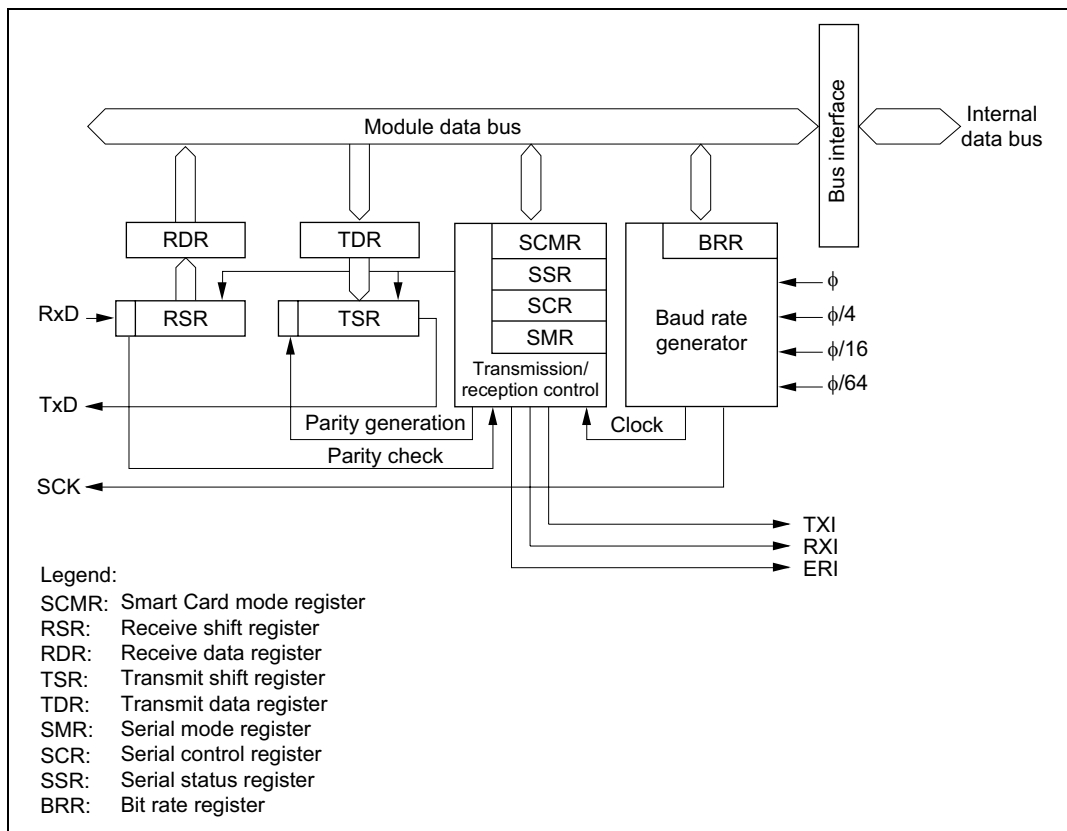 Module data bus
Bus interface
Internal
data bus
RDR
TDR
SCMR
SSR
SCR
SMR
Transmission/
reception control
BRR
Baud rate
generator
ϕ
ϕ/4
ϕ/16
ϕ/64
RxD
RSR
TSR
TxD
Parity generation
Parity check
Clock
SCK
TXI
RXI
ERI
Legend:
SCMR: Smart Card mode register
RSR: Receive shift register
RDR: Receive data register
TSR: Transmit shift register
TDR: Transmit data register
SMR: Serial mode register
SCR: Serial control register
SSR: Serial status register
BRR: Bit rate register